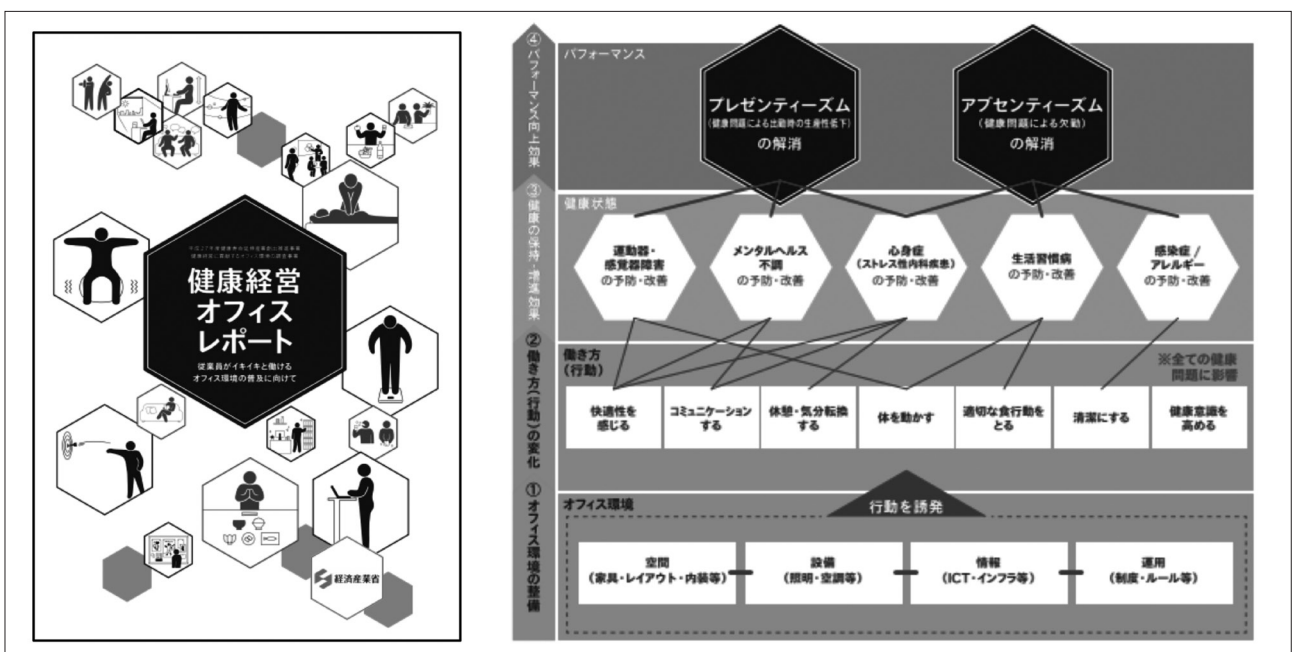 平成27年度健康寿命延伸産業創出推進事業
健康経営に貢献するオフィス環境の調査事業
健康経営
オフィス
レポート
従業員がイキイキと働ける
オフィス環境の普及に向けて
経済産業省
④パフォーマンス向上効果
パフォーマンス
プレゼンティーズム
(健康問題による出勤時の生産性低下)
の解消
アブセンティーズム
(健康問題による欠勤)
の解消
③健康の保持・増進効果
健康状態
運動器・
感覚器障害
の予防・改善
メンタルヘルス
不調
の予防・改善
心身症
(ストレス性内科疾患)
の予防・改善
生活習慣病
の予防・改善
感染症/
アレルギー
の予防・改善
②働き方(行動)の変化
働き方
(行動)
※全ての健康
問題に影響
快適性を
感じる
コミュニケーション
する
休憩・気分転換
する
体を動かす
適切な食行動を
とる
清潔にする
健康意識を
高める
①オフィス環境の整備
オフィス環境
行動を誘発
空間
(家具・レイアウト・内装等)
設備
(照明・空調等)
情報
(ICT・インフラ等)
運用
(制度・ルール等)